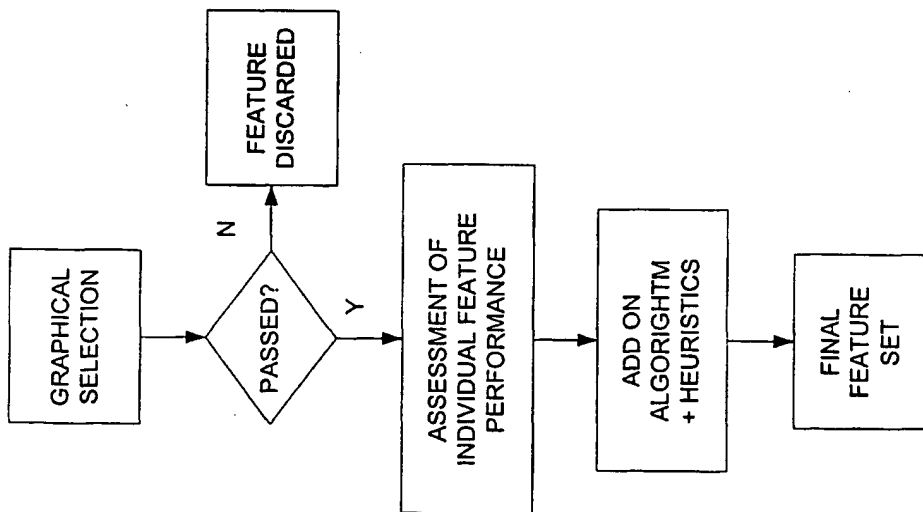 GRAPHICAL
SELECTION
PASSED?
N
FEATURE
DISCARDED
Y
ASSESSMENT OF
INDIVIDUAL FEATURE
PERFORMANCE
ADD ON
ALGORIGHTM
+ HEURISTICS
FINAL
FEATURE
SET